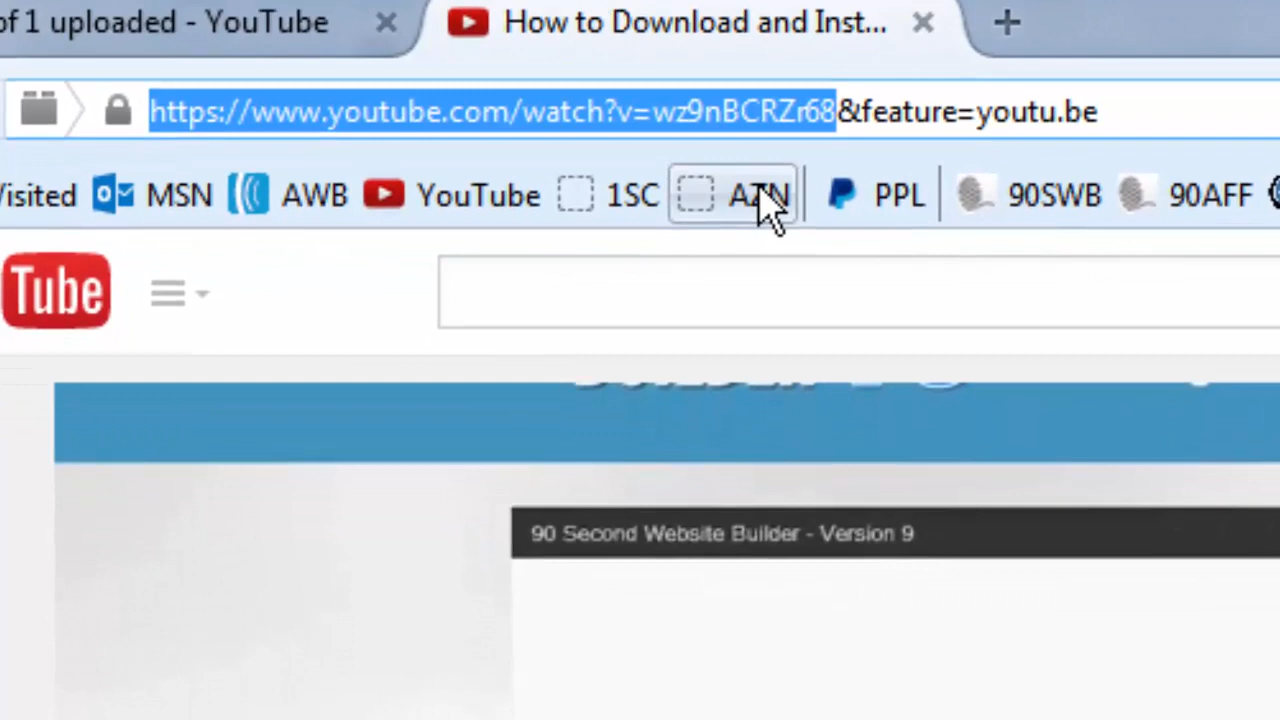 of 1 uploaded - YouTube
How to Download and Inst...
https://www.youtube.com/watch?v=wz9nBCRZr68&feature=youtu.be
Visited MSN AWB YouTube 1SC AZN PPL 90SWB 90AFF
Tube
90 Second Website Builder - Version 9